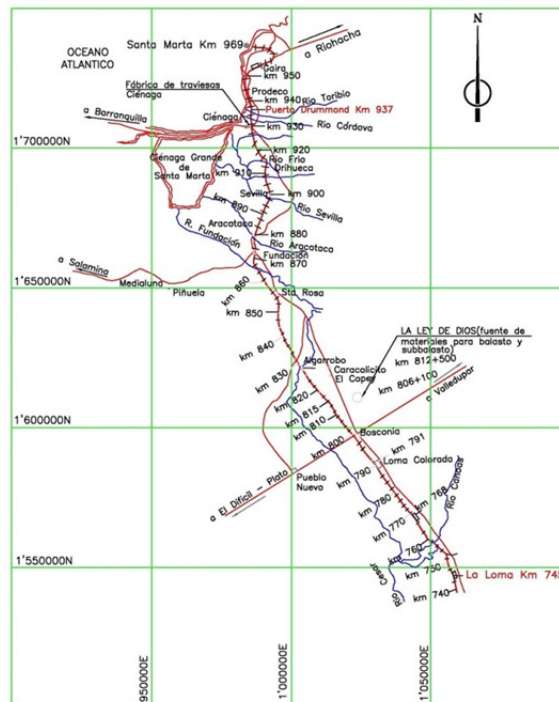 N
OCEANO
ATLANTICO
Santa Marta Km 969
a Riohacha
Gaira
km 950
Fábrica de traviesas
Ciénaga
Prodeco
km 940
Rio Toribio
Puerto Drummond Km 937
a Barranquilla
Ciénaga
km 930
Rio Córdova
1'700000N
km 920
Ciénaga Grande
de
Santa Marta
Rio Frio
Orihueca
km 910
Sevilla
km 900
km 890
Rio Sevilla
Aracataca
km 880
R. Fundación
Rio Aracataca
Fundación
km 870
a Salamina
Medialuna
Piñuela
km 860
Sta Rosa
1'650000N
km 850
km 840
LA LEY DE DIOS(fuente de
materiales para balasto y
subbalasto)
km 812+500
km 806+100
Algarrobo
Caracolicito
El Copey
km 830
a Valledupar
km 820
km 815
km 810
1'600000N
Bosconia
km 800
km 791
Loma Colorada
km 790
Pueblo
Nuevo
a El Dificil - Plato
km 780
km 768
km 770
Rio Canoas
km 760
1'550000N
km 750
La Loma Km 745
Rio Cesar
km 740
950000E
1'000000E
1'050000E